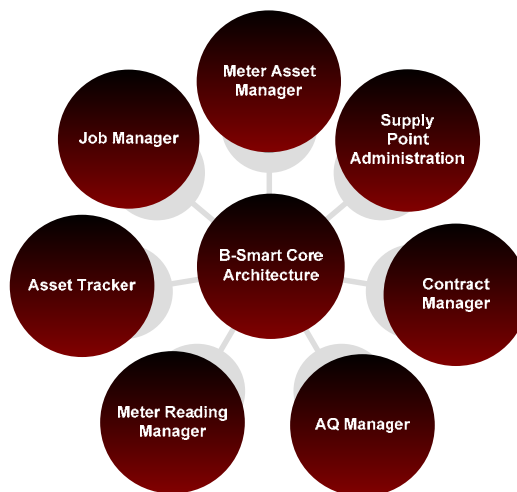 Meter Asset
Manager
Supply
Point
Administration
Job Manager
B-Smart Core
Architecture
Asset Tracker
Contract
Manager
Meter Reading
Manager
AQ Manager